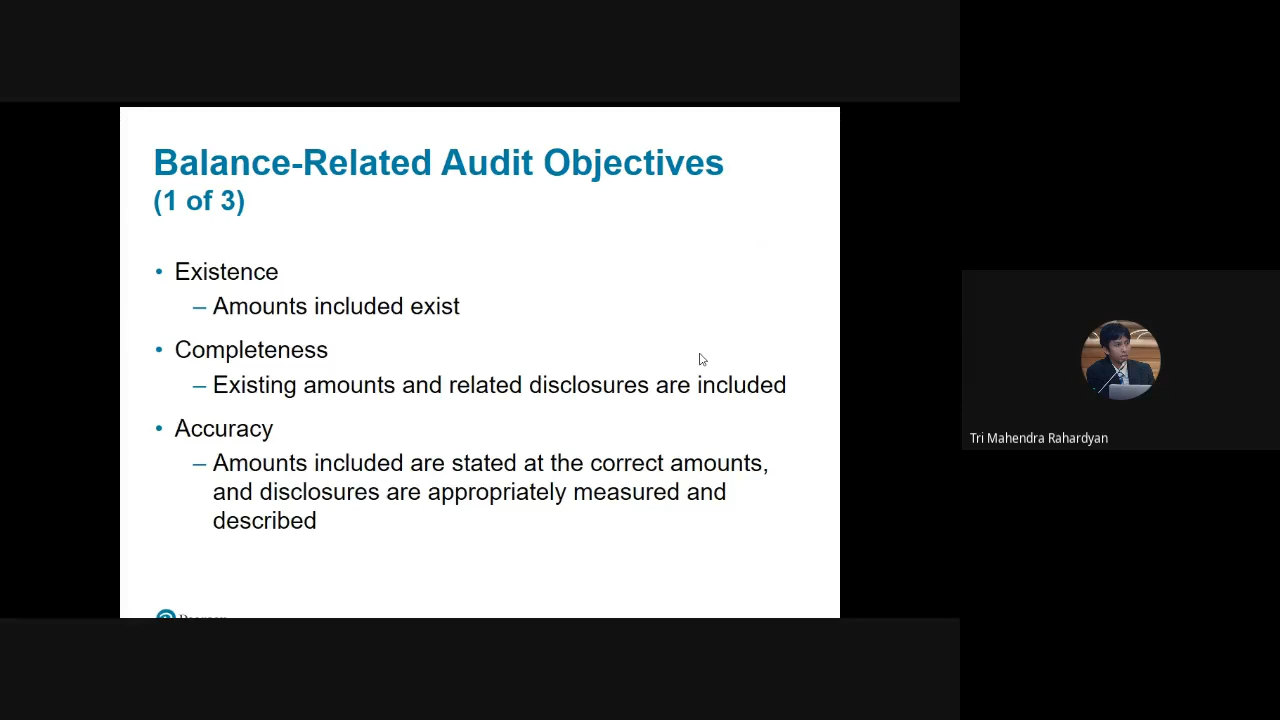 Balance-Related Audit Objectives
(1 of 3)
• Existence
– Amounts included exist
• Completeness
– Existing amounts and related disclosures are included
• Accuracy
– Amounts included are stated at the correct amounts,
and disclosures are appropriately measured and
described
Tri Mahendra Rahardyan